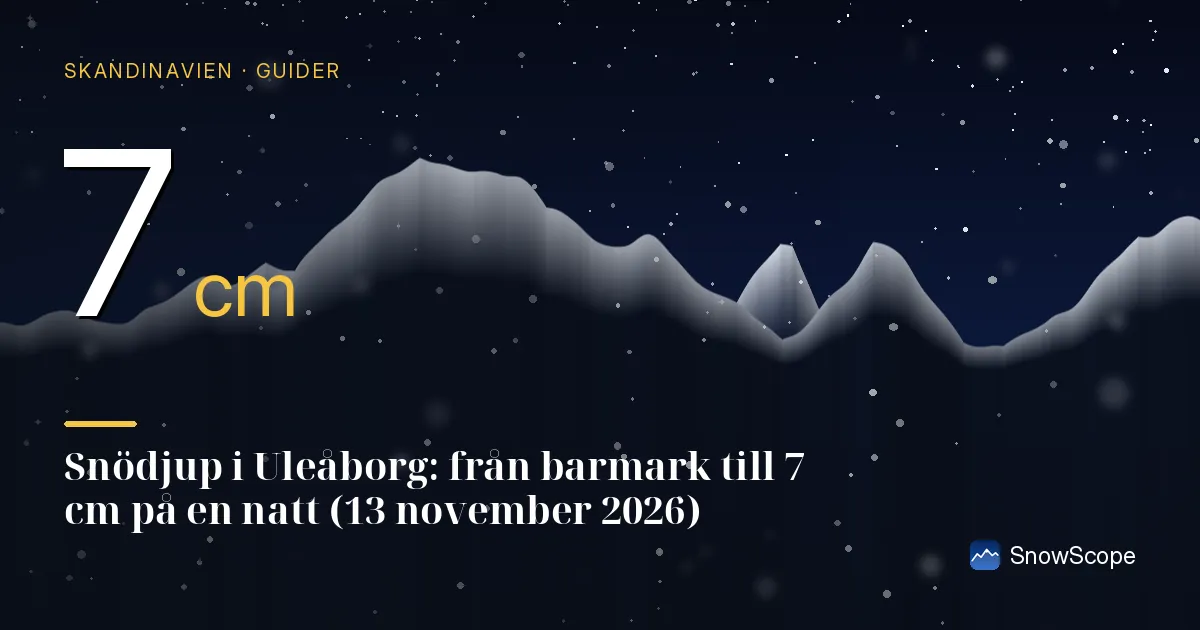 SKANDINAVIEN · GUIDER
7 cm
Snödjup i Uleåborg: från barmark till 7
cm på en natt (13 november 2026)
SnowScope